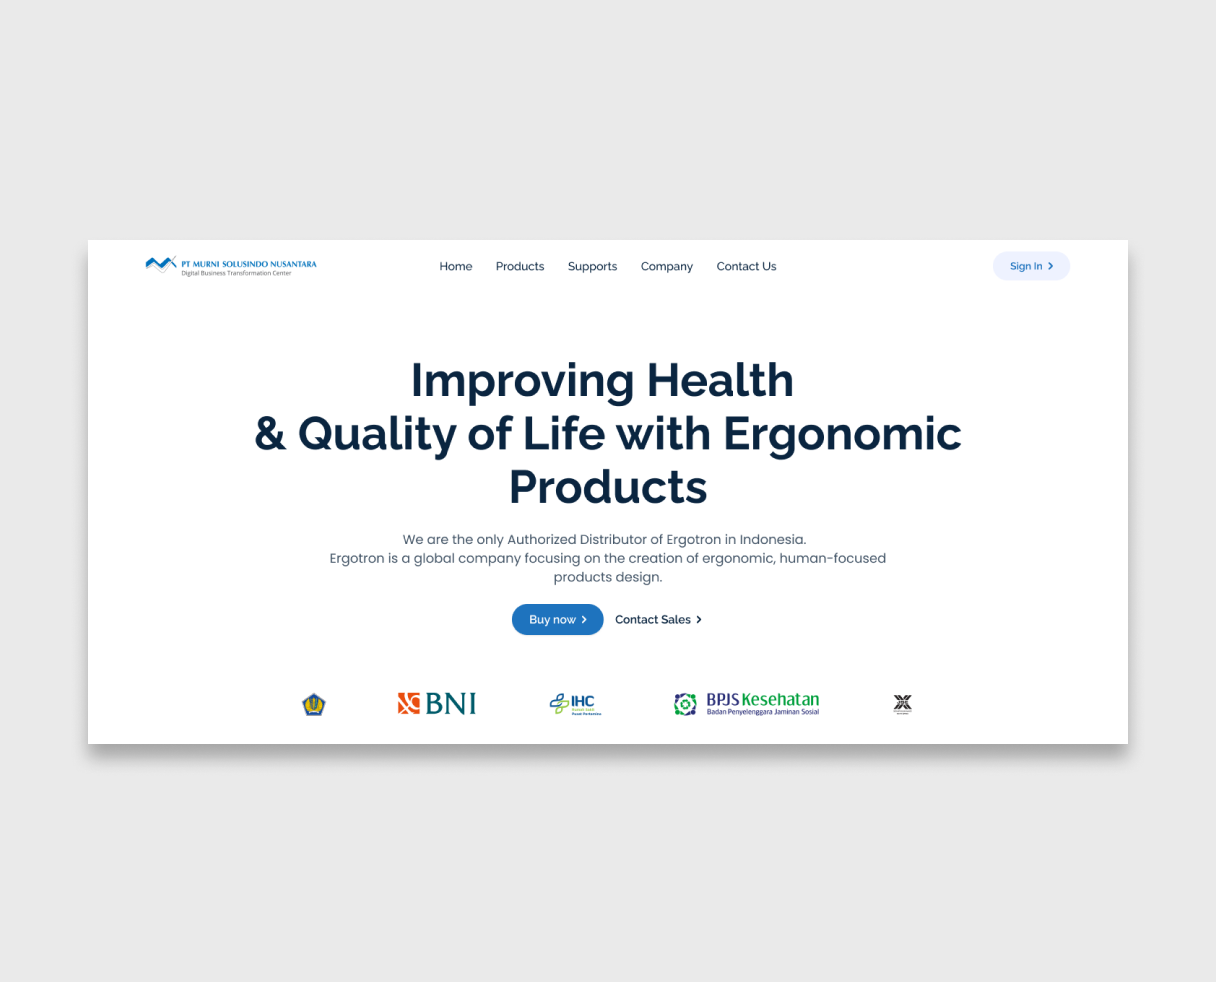 PT MURNI SOLUSINDO NUSANTARA
Digital Business Transformation Center
Home
Products
Supports
Company
Contact Us
Sign In
Improving Health
& Quality of Life with Ergonomic
Products
We are the only Authorized Distributor of Ergotron in Indonesia.
Ergotron is a global company focusing on the creation of ergonomic, human-focused
products design.
Buy now
Contact Sales
BNI
IHC
BPJS Kesehatan
Badan Penyelenggara Jaminan Sosial